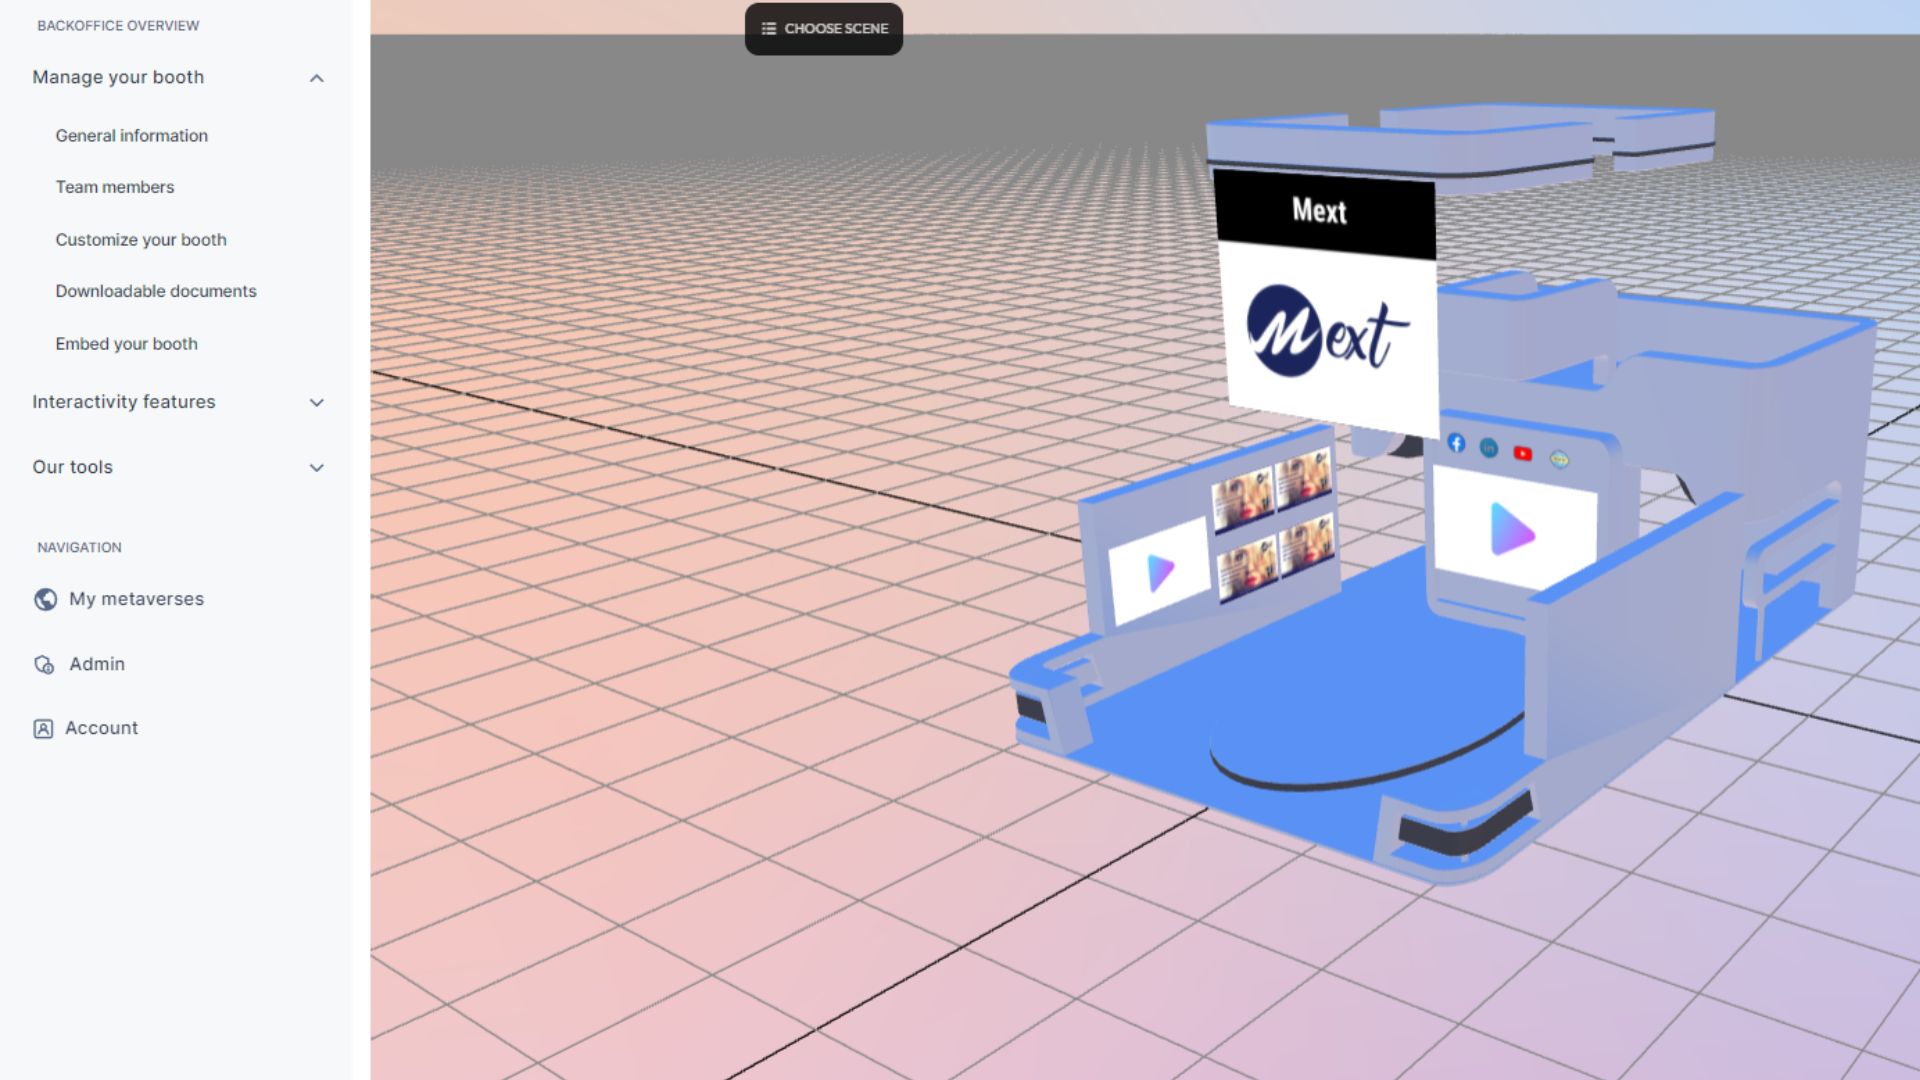 BACKOFFICE OVERVIEW
Manage your booth
General information
Team members
Customize your booth
Downloadable documents
Embed your booth
Interactivity features
Our tools
NAVIGATION
My metaverses
Admin
Account
CHOOSE SCENE
Mext
Mext
in